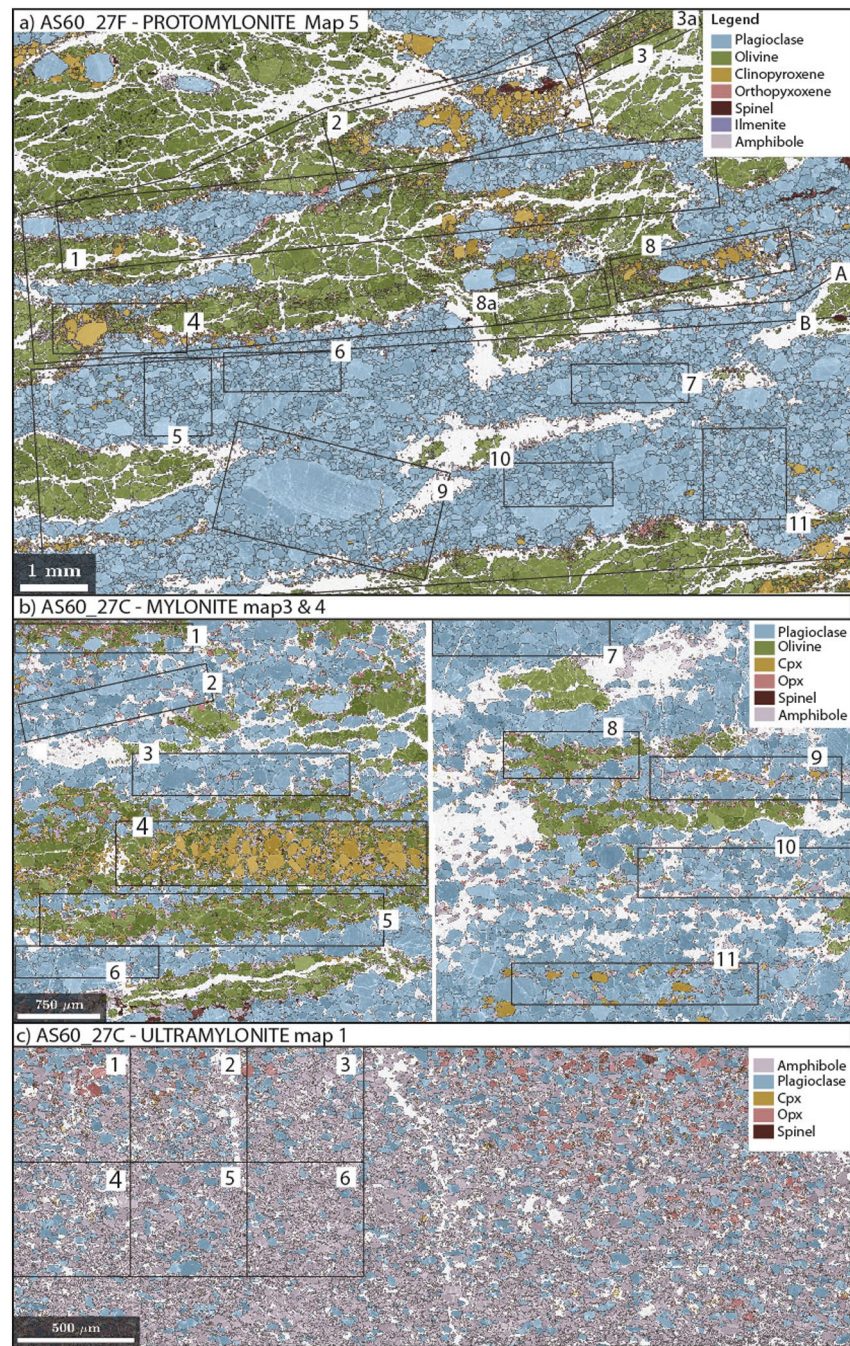 a) AS60_27F - PROTOMYLONITE Map 5
3a
3
Legend
Plagioclase
Olivine
Clinopyroxene
Orthopyxoxene
Spinel
Ilmenite
Amphibole
2
1
8
A
8a
4
B
6
7
5
10
9
11
1 mm
b) AS60_27C - MYLONITE map3 & 4
1
2
3
4
5
6
750 μm
7
8
9
10
11
Plagioclase
Olivine
Cpx
Opx
Spinel
Amphibole
c) AS60_27C - ULTRAMYLONITE map 1
1
2
3
4
5
6
Amphibole
Plagioclase
Cpx
Opx
Spinel
500 μm